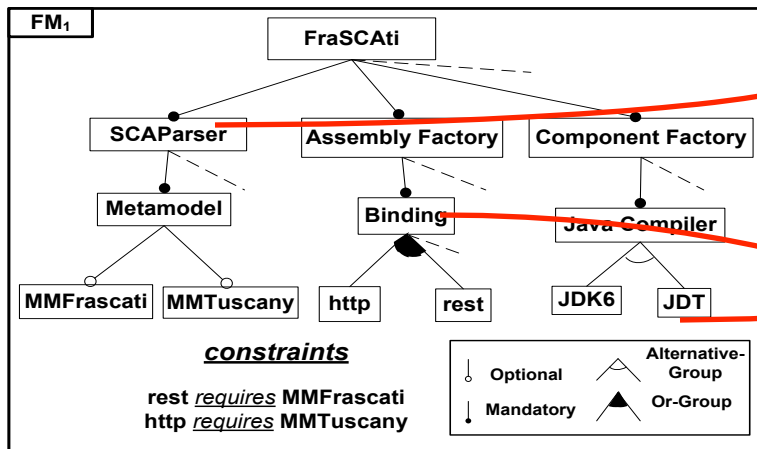 FM1
FraSCAti
SCAParser Assembly Factory Component Factory
Metamodel Binding Java Compiler
MMFrascati MMTuscany http rest JDK6 JDT
constraints
rest requires MMFrascati
http requires MMTuscany
Optional Alternative-
Group
Mandatory Or-Group